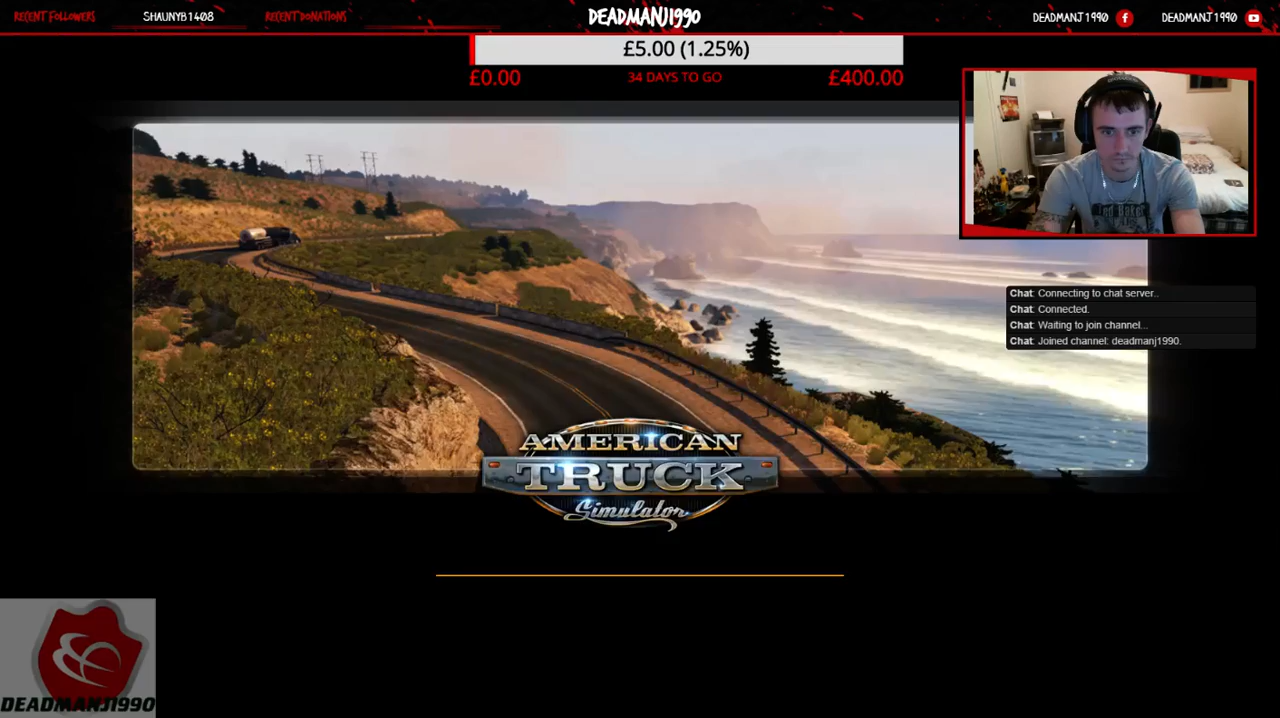 RECENT FOLLOWERS
SHAUNYB1408
RECENT DONATIONS
DEADMANJ1990
DEADMANJ1990
DEADMANJ1990
£5.00 (1.25%)
£0.00
34 DAYS TO GO
£400.00
Chat: Connecting to chat server..
Chat: Connected.
Chat: Waiting to join channel...
Chat: Joined channel: deadmanj1990.
AMERICAN
TRUCK
Simulator
DEADMANJ1990